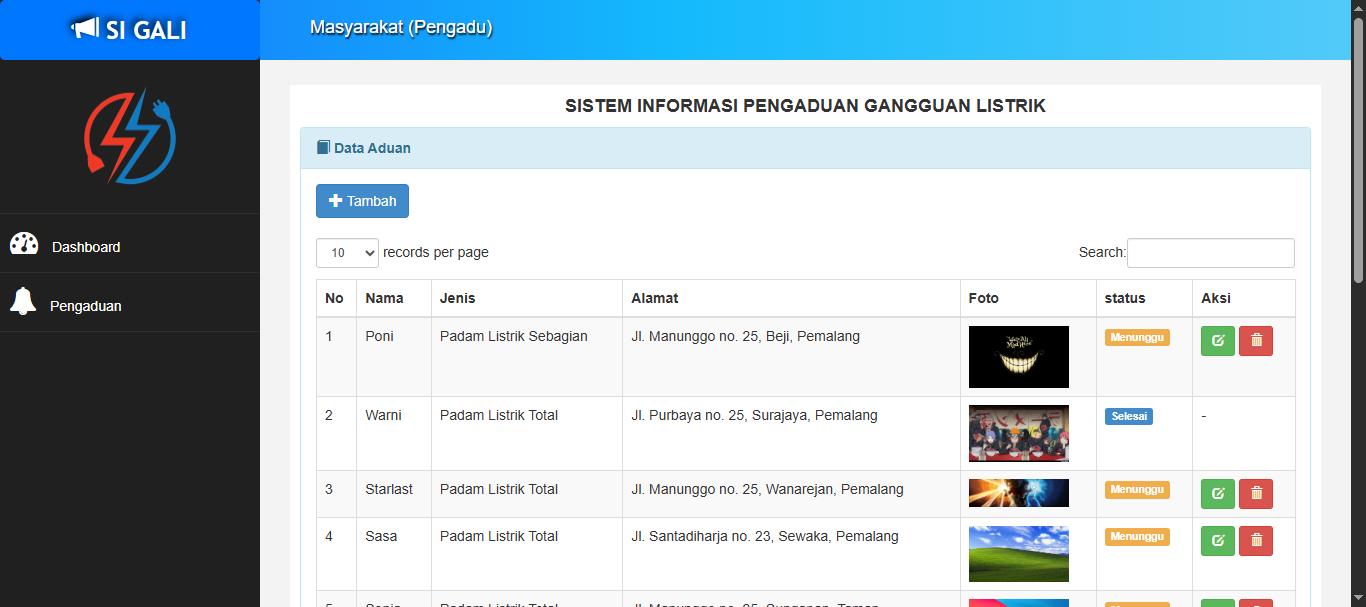 SI GALI
Masyarakat (Pengadu)
Dashboard
Pengaduan
SISTEM INFORMASI PENGADUAN GANGGUAN LISTRIK
Data Aduan
Tambah
10 records per page
Search:
No Nama Jenis Alamat Foto status Aksi
1 Poni Padam Listrik Sebagian Jl. Manunggo no. 25, Beji, Pemalang Menunggu
2 Warni Padam Listrik Total Jl. Purbaya no. 25, Surajaya, Pemalang Selesai -
3 Starlast Padam Listrik Total Jl. Manunggo no. 25, Wanarejan, Pemalang Menunggu
4 Sasa Padam Listrik Total Jl. Santadiharja no. 23, Sewaka, Pemalang Menunggu
Padam Listrik Total Jl. Manunggo no. 25, Menunggu